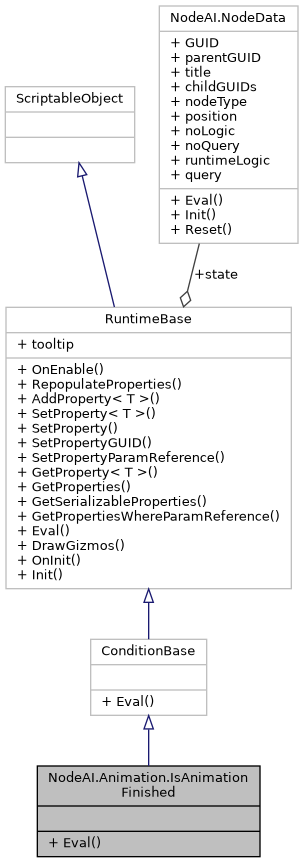 NodeAI.NodeData
+ GUID
+ parentGUID
+ title
+ childGUIDs
+ nodeType
+ position
+ noLogic
+ noQuery
+ runtimeLogic
+ query
+ Eval()
+ Init()
+ Reset()
ScriptableObject
+state
RuntimeBase
+ tooltip
+ OnEnable()
+ RepopulateProperties()
+ AddProperty< T >()
+ SetProperty< T >()
+ SetProperty()
+ SetPropertyGUID()
+ SetPropertyParamReference()
+ GetProperty< T >()
+ GetProperties()
+ GetSerializableProperties()
+ GetPropertiesWhereParamReference()
+ Eval()
+ DrawGizmos()
+ OnInit()
+ Init()
ConditionBase
+ Eval()
NodeAI.Animation.IsAnimation
Finished
+ Eval()